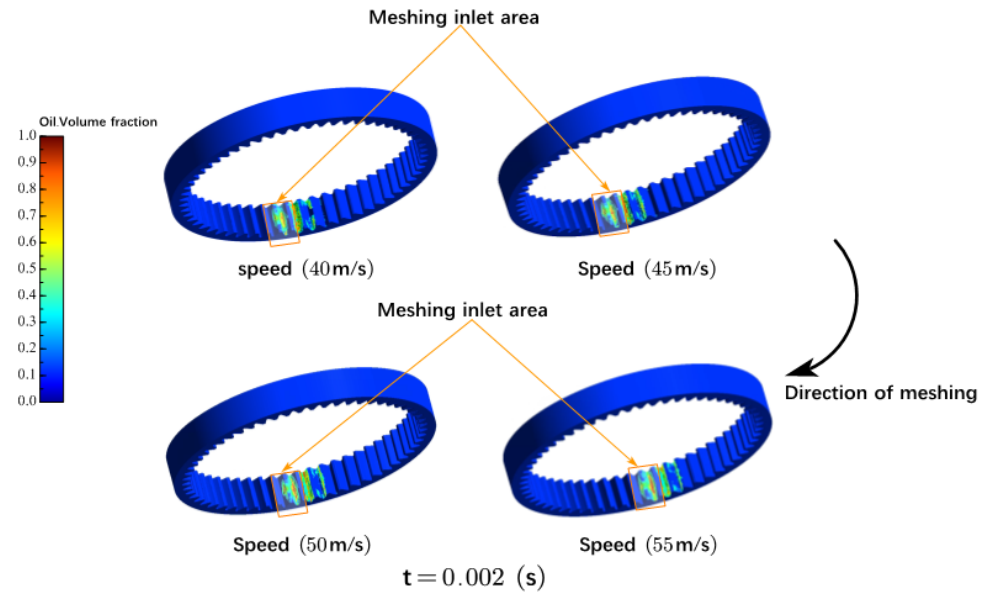 Meshing inlet area
Oil.Volume fraction
1.0
0.9
0.8
0.7
0.6
0.5
0.4
0.3
0.2
0.1
0.0
speed (40m/s)
Speed (45m/s)
Meshing inlet area
Direction of meshing
Speed (50m/s)
Speed (55m/s)
t=0.002 (s)